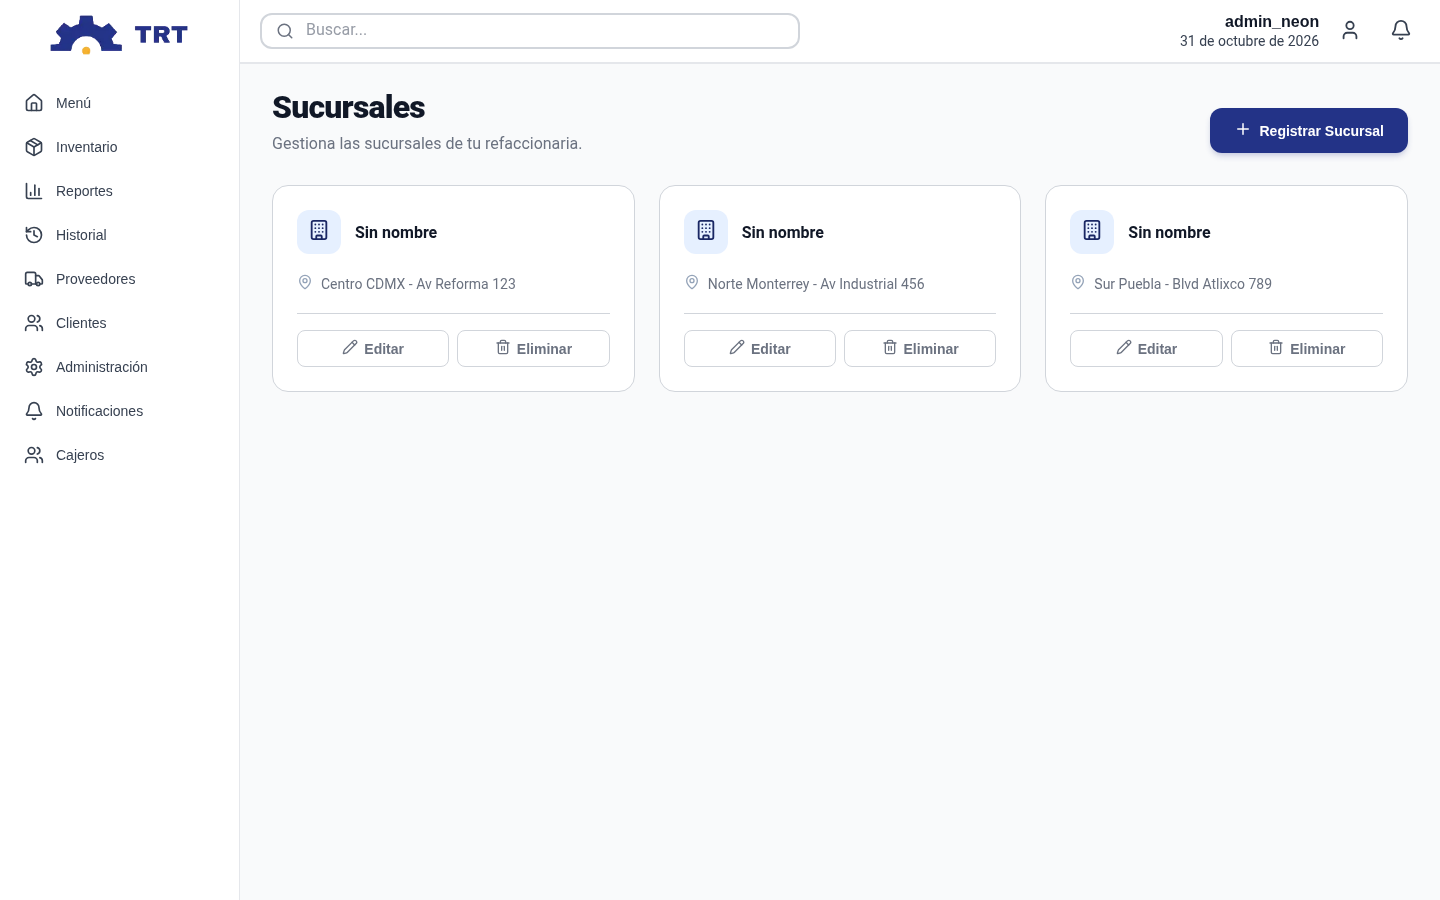 TRT
Menú
Inventario
Reportes
Historial
Proveedores
Clientes
Administración
Notificaciones
Cajeros
Buscar...
admin_neon
31 de octubre de 2026
Sucursales
Gestiona las sucursales de tu refaccionaria.
Registrar Sucursal
Sin nombre
Centro CDMX - Av Reforma 123
Editar
Eliminar
Sin nombre
Norte Monterrey - Av Industrial 456
Editar
Eliminar
Sin nombre
Sur Puebla - Blvd Atlixco 789
Editar
Eliminar